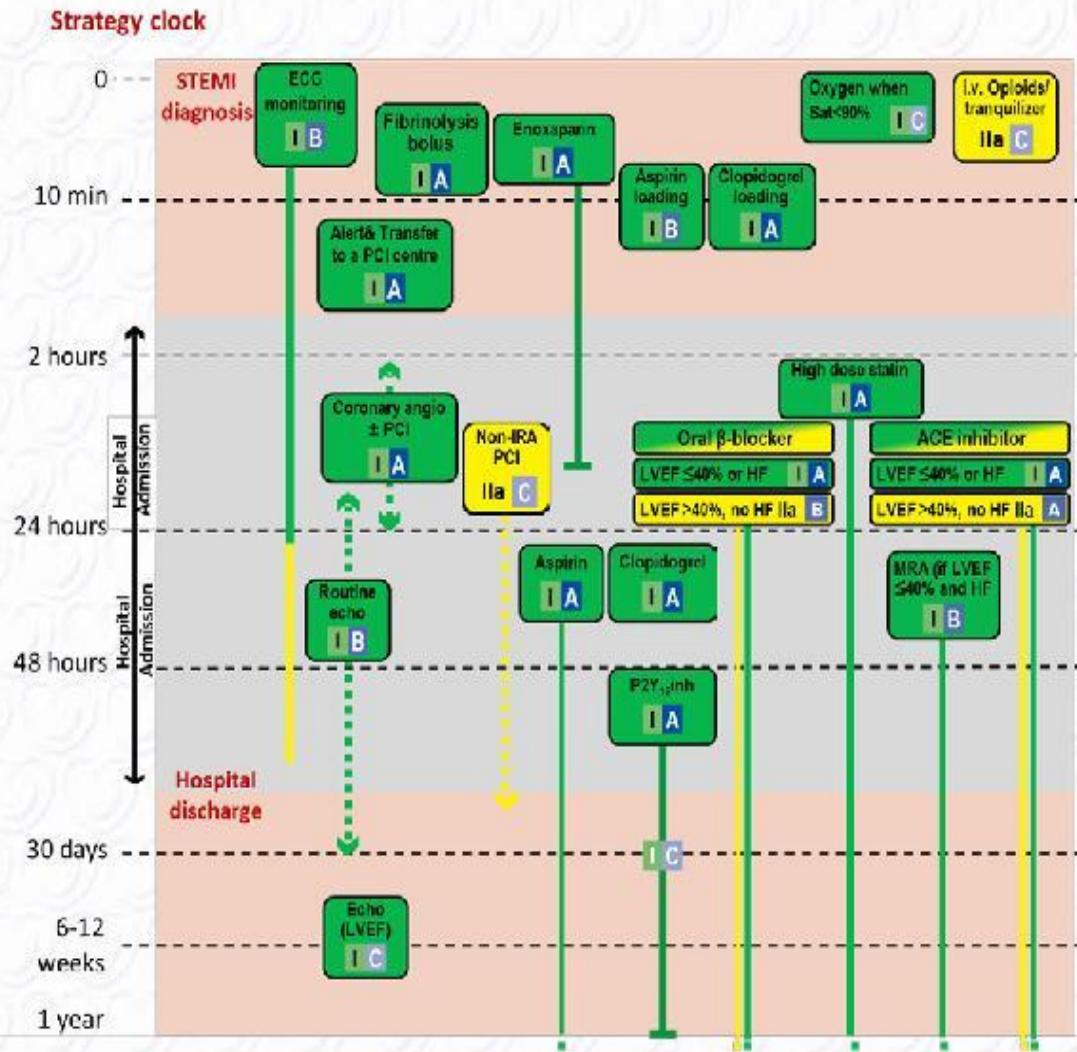 Strategy clock
0
STEMI
diagnosis
ECG
monitoring
I B
Fibrinolysis
bolus
I A
Enoxaparin
I A
Oxygen when
Sat<90%
I C
i.v. Opioids/
tranquilizer
IIa C
10 min
Aspirin
loading
I B
Clopidogrel
loading
I A
Alert& Transfer
to a PCI centre
I A
2 hours
High dose statin
I A
Coronary angio
± PCI
I A
Non-IRA
PCI
IIa C
Oral β-blocker
LVEF ≤40% or HF I A
LVEF >40%, no HF IIa B
ACE inhibitor
LVEF ≤40% or HF I A
LVEF >40%, no HF IIa A
Hospital
Admission
24 hours
Aspirin
I A
Clopidogrel
I A
MRA (if LVEF
≤40% and HF
I B
Routine
echo
I B
Hospital
Admission
48 hours
P2Y₁₂inh
I A
Hospital
discharge
30 days
I C
Echo
(LVEF)
I C
6-12
weeks
1 year